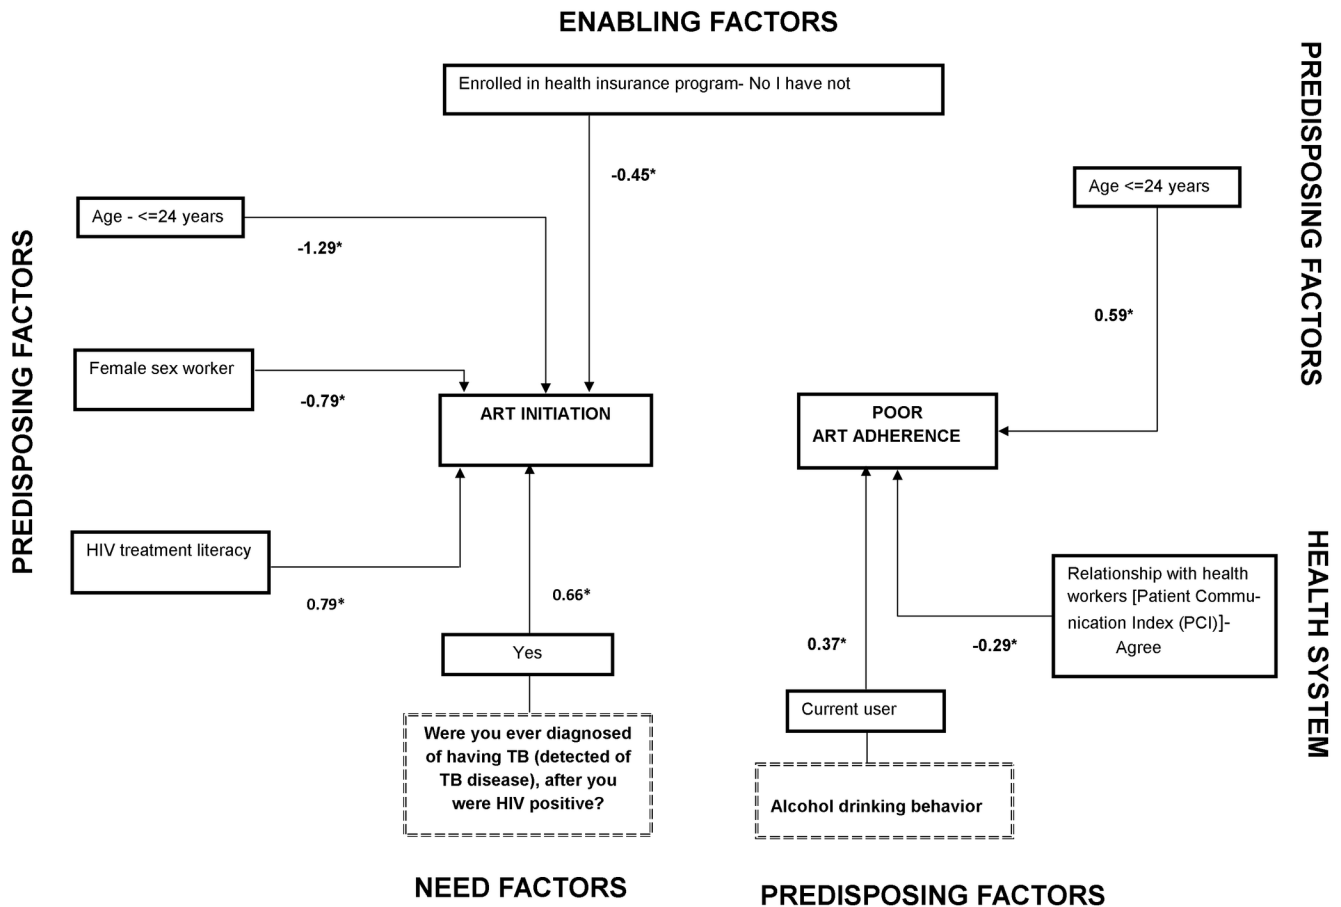 ENABLING FACTORS
Enrolled in health insurance program- No I have not
-0.45*
PREDISPOSING FACTORS
Age - <=24 years
-1.29*
Female sex worker
-0.79*
ART INITIATION
HIV treatment literacy
0.79*
0.66*
Yes
Were you ever diagnosed
of having TB (detected of
TB disease), after you
were HIV positive?
NEED FACTORS
PREDISPOSING FACTORS
Age <=24 years
0.59*
POOR
ART ADHERENCE
HEALTH SYSTEM
Relationship with health
workers [Patient Commu-
nication Index (PCI)]-
Agree
-0.29*
0.37*
Current user
Alcohol drinking behavior
PREDISPOSING FACTORS